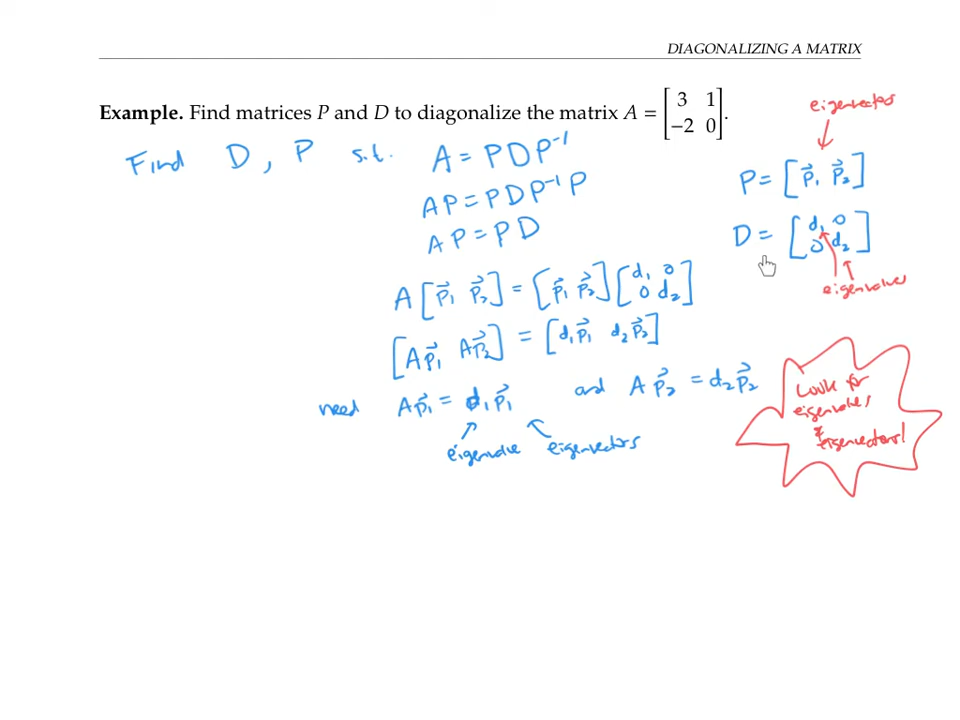 DIAGONALIZING A MATRIX
Example. Find matrices P and D to diagonalize the matrix A = [3 1; −2 0].
eigenvectors
Find D, P s.t. A = PDP⁻¹
P = [p⃗₁ p⃗₂]
AP = PDP⁻¹P
AP = PD
D = [d₁ 0; 0 d₂]
eigenvalues
A [p⃗₁ p⃗₂] = [p⃗₁ p⃗₂] [d₁ 0; 0 d₂]
[Ap⃗₁ Ap⃗₂] = [d₁p⃗₁ d₂p⃗₂]
need Ap⃗₁ = d₁p⃗₁ and Ap⃗₂ = d₂p⃗₂
eigenvalue eigenvectors
Look for
eigenvalues
&
eigenvectors!